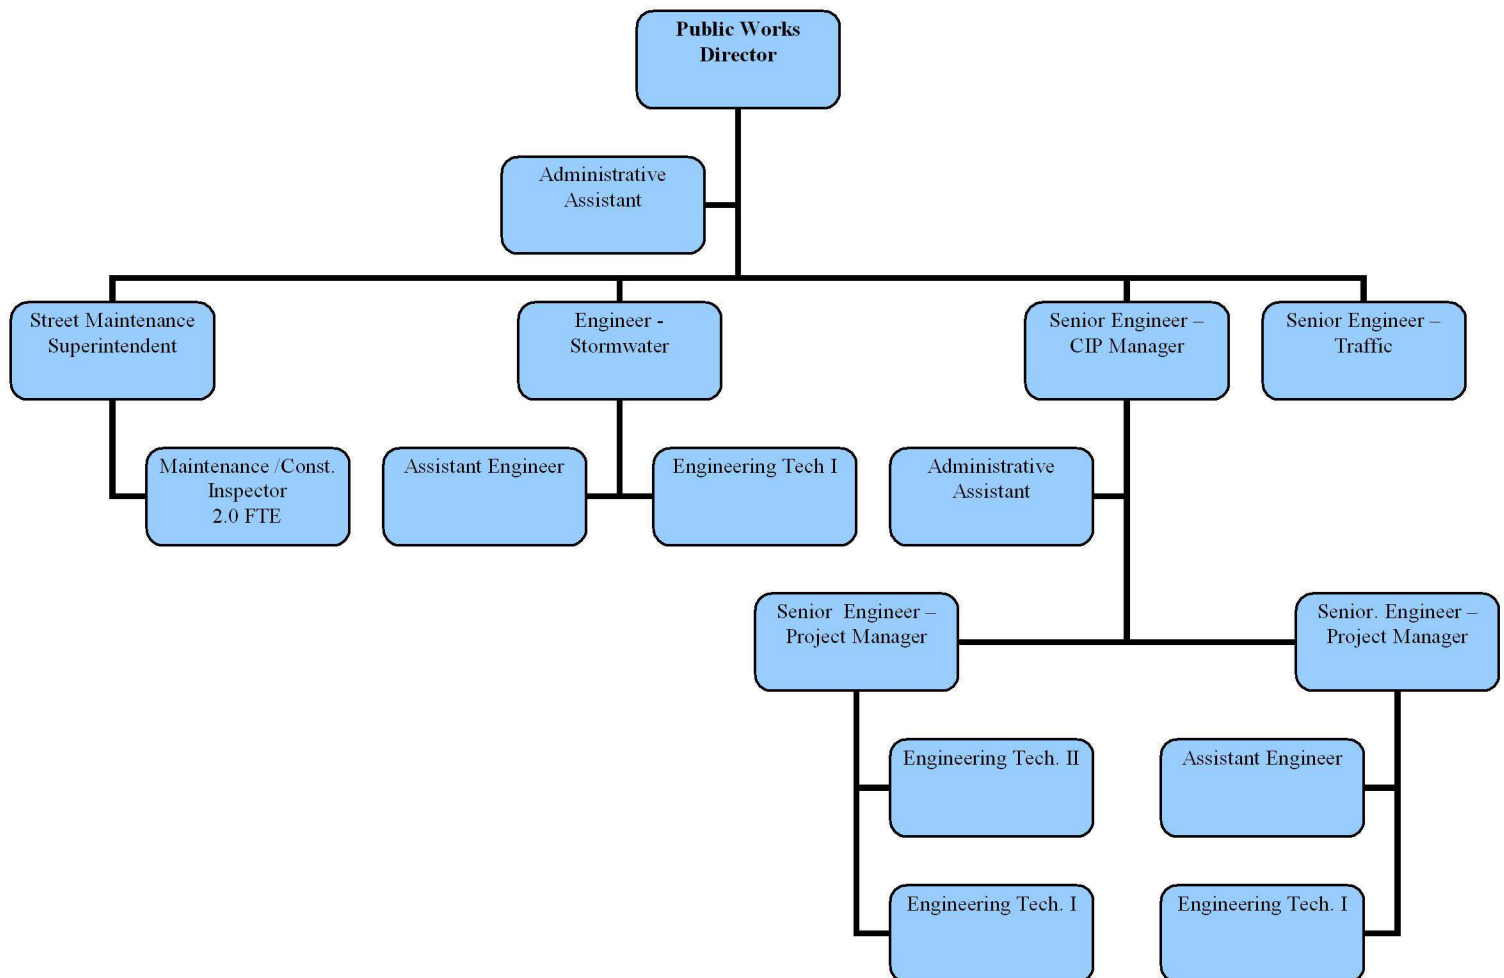 Public Works
Director
Administrative
Assistant
Street Maintenance
Superintendent
Engineer -
Stormwater
Senior Engineer –
CIP Manager
Senior Engineer –
Traffic
Maintenance /Const.
Inspector
2.0 FTE
Assistant Engineer
Engineering Tech I
Administrative
Assistant
Senior  Engineer –
Project Manager
Senior. Engineer –
Project Manager
Engineering Tech. II
Assistant Engineer
Engineering Tech. I
Engineering Tech. I